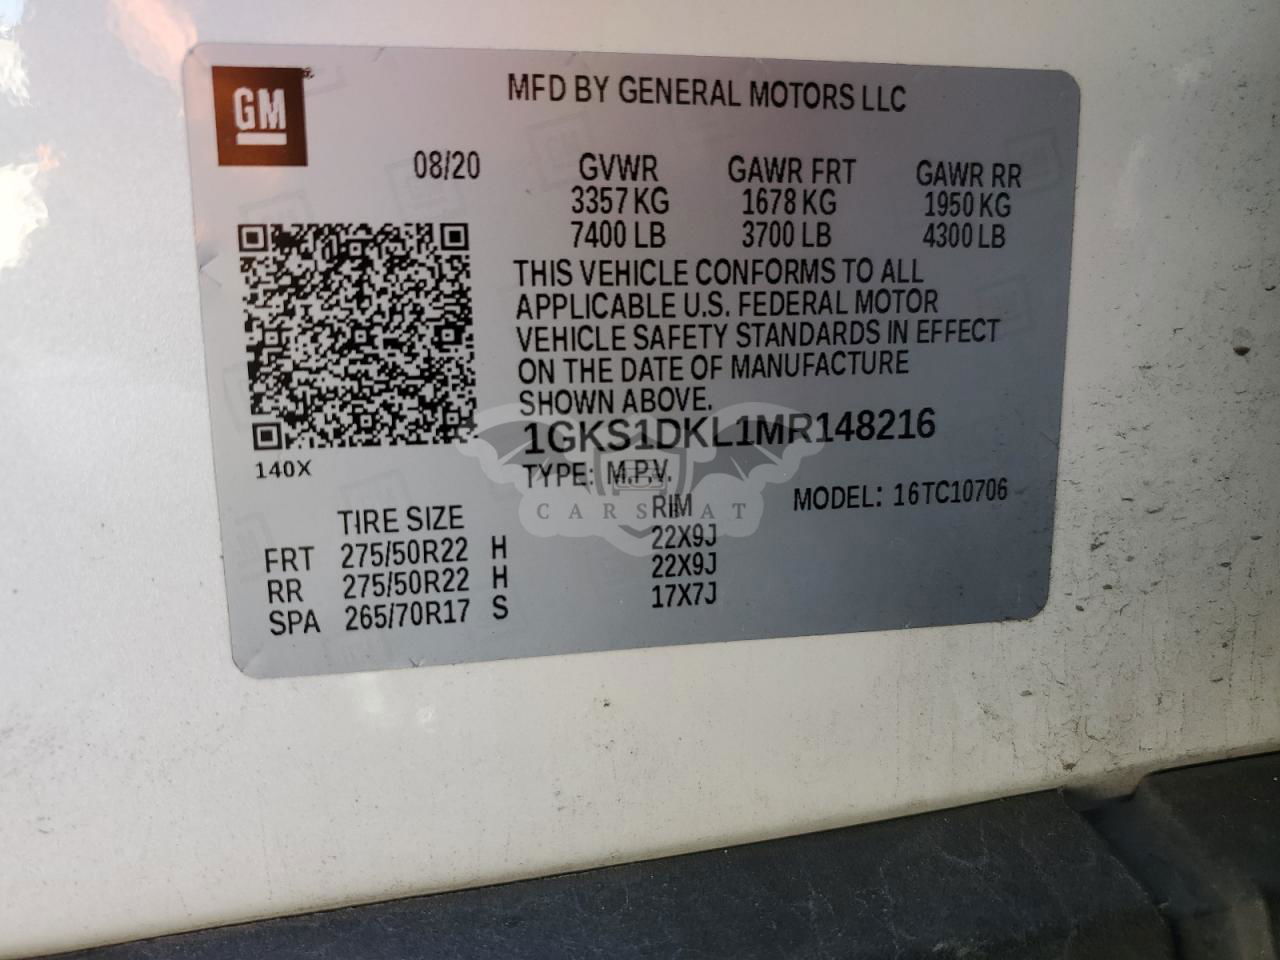 GM
MFD BY GENERAL MOTORS LLC
08/20 GVWR GAWR FRT GAWR RR
3357 KG 1678 KG 1950 KG
7400 LB 3700 LB 4300 LB
THIS VEHICLE CONFORMS TO ALL
APPLICABLE U.S. FEDERAL MOTOR
VEHICLE SAFETY STANDARDS IN EFFECT
ON THE DATE OF MANUFACTURE
SHOWN ABOVE.
1GKS1DKL1MR148216
140X
TYPE: M.P.V.
MODEL: 16TC10706
TIRE SIZE RIM
FRT 275/50R22 H 22X9J
RR 275/50R22 H 22X9J
SPA 265/70R17 S 17X7J
CARSBAT